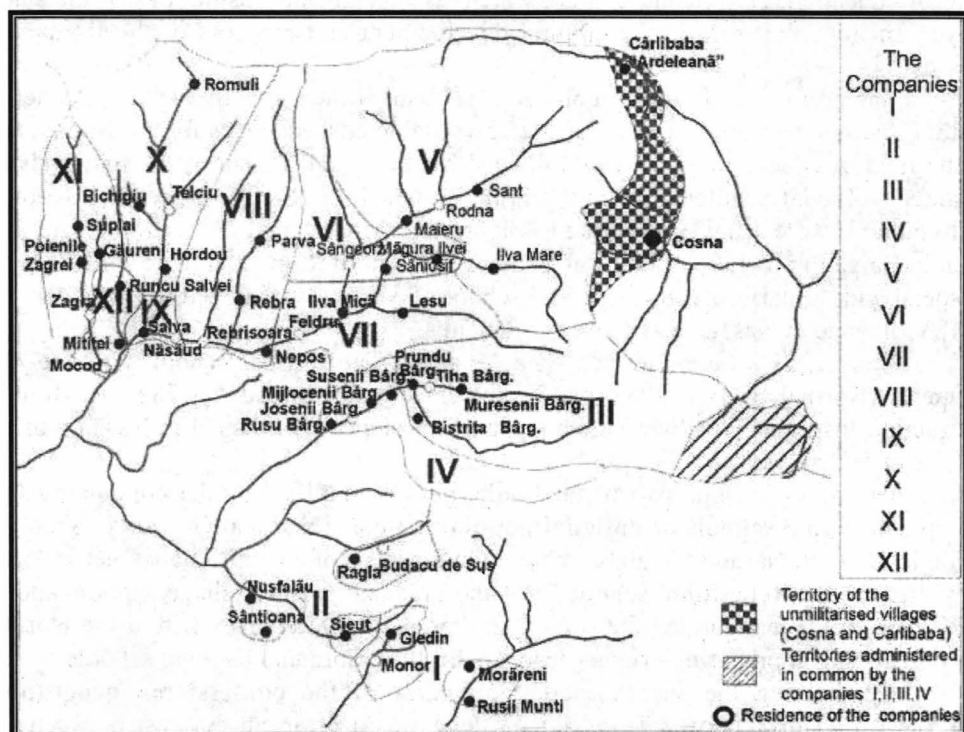 Cârlibaba
"Ardeleană"
Romuli
XI
X
V
Bichigiu
Telciu
VIII
Sant
Rodna
Suplai
Parva
VI
Maieru
Sângeorz
Măgura Ilvei
Cosna
Poienile
Zagrei
Găureni
Hordou
Sâniosif
Ilva Mare
Runcu Salvei
Zagra
XII
IX
Rebra
Ilva Mică
Lesu
Feldru
Salva
Rebrisoara
VII
Mititei
Năsăud
Nepos
Mocod
Prundu
Bârg.
Susenii Bârg.
Tiha Bârg.
Mijlocenii Bârg.
Muresenii Bârg.
III
Josenii Bârg.
Rusu Bârg.
Bistrita Bârg.
IV
Ragla
Budacu de Sus
Nusfalău
II
Sântioana
Sieut
Gledin
Monor
I
Morăreni
Rusii Munti
The
Companies
I
II
III
IV
V
VI
VII
VIII
IX
X
XI
XII
Territory of the
unmilitarised villages
(Cosna and Cârlibaba)
Territories administered
in common by the
companies I,II,III,IV
Residence of the companies